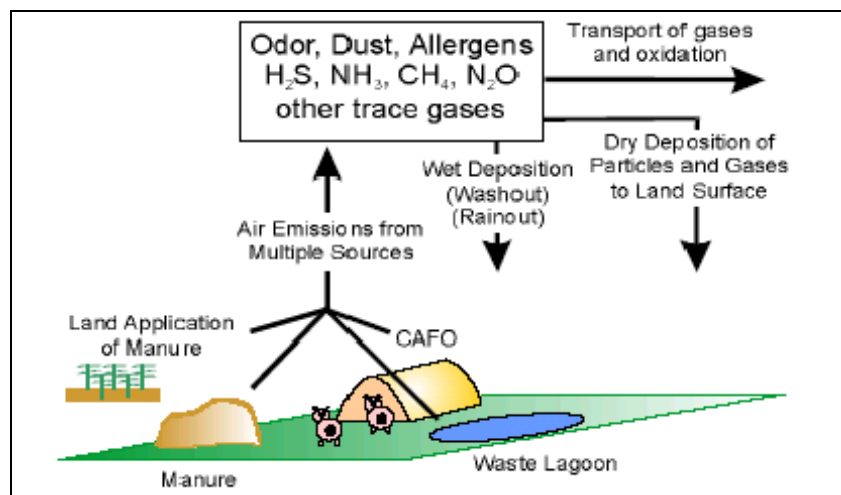 Odor, Dust, Allergens
H₂S, NH₃, CH₄, N₂O
other trace gases
Transport of gases
and oxidation
Wet Deposition
(Washout)
(Rainout)
Dry Deposition of
Particles and Gases
to Land Surface
Air Emissions from
Multiple Sources
Land Application
of Manure
CAFO
Manure
Waste Lagoon